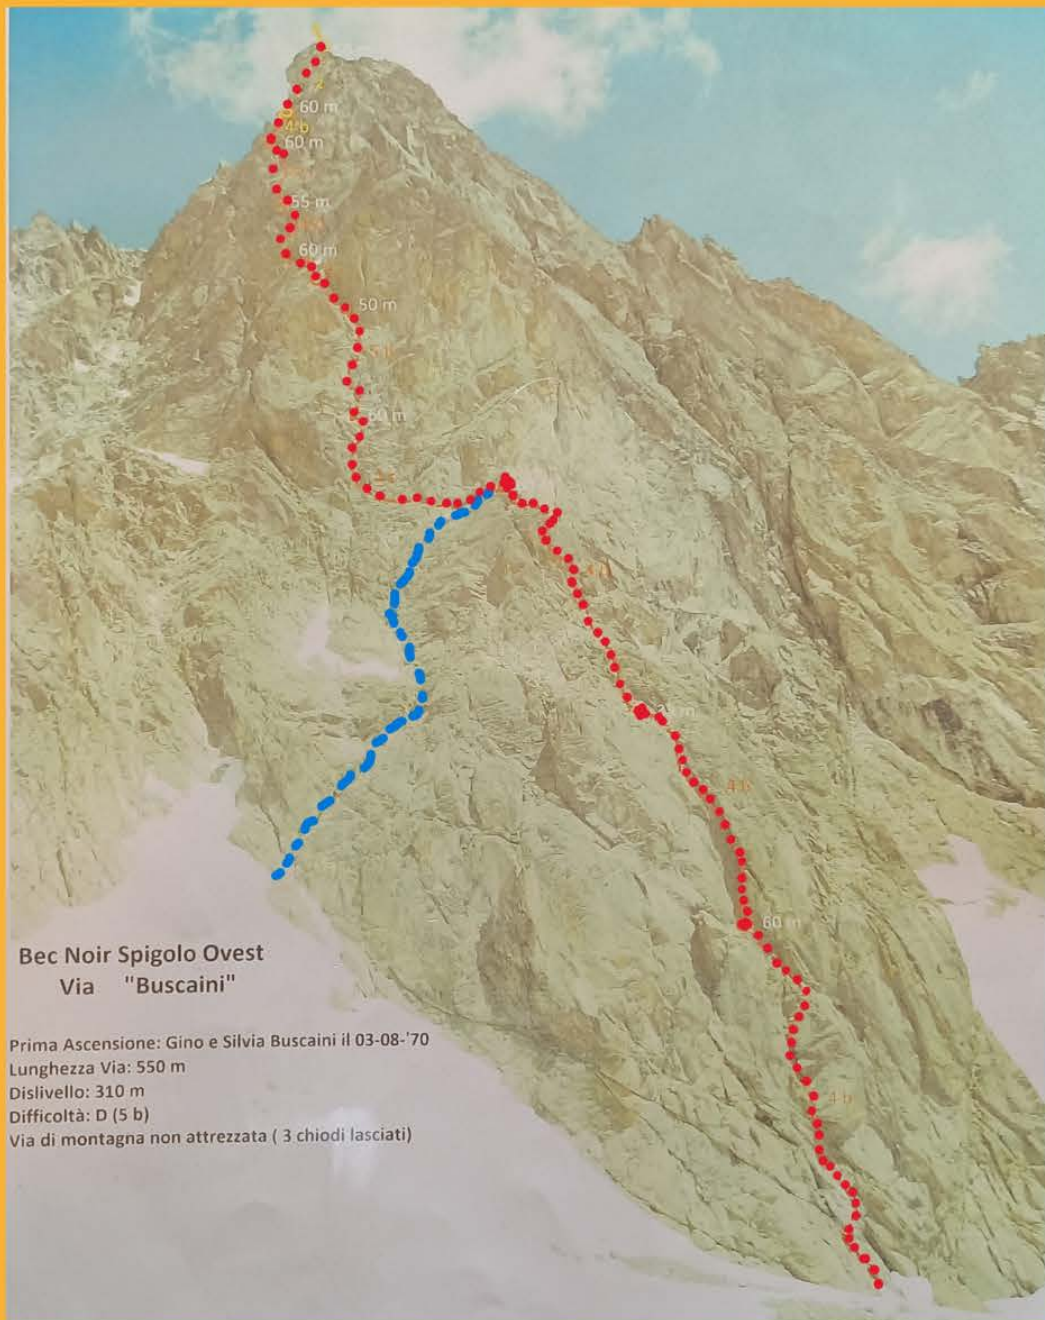 60 m
4 b
60 m
55 m
60 m
50 m
60 m
4 b
60 m
4 b
Bec Noir Spigolo Ovest
Via "Buscaini"
Prima Ascensione: Gino e Silvia Buscaini il 03-08-'70
Lunghezza Via: 550 m
Dislivello: 310 m
Difficoltà: D (5 b)
Via di montagna non attrezzata ( 3 chiodi lasciati)